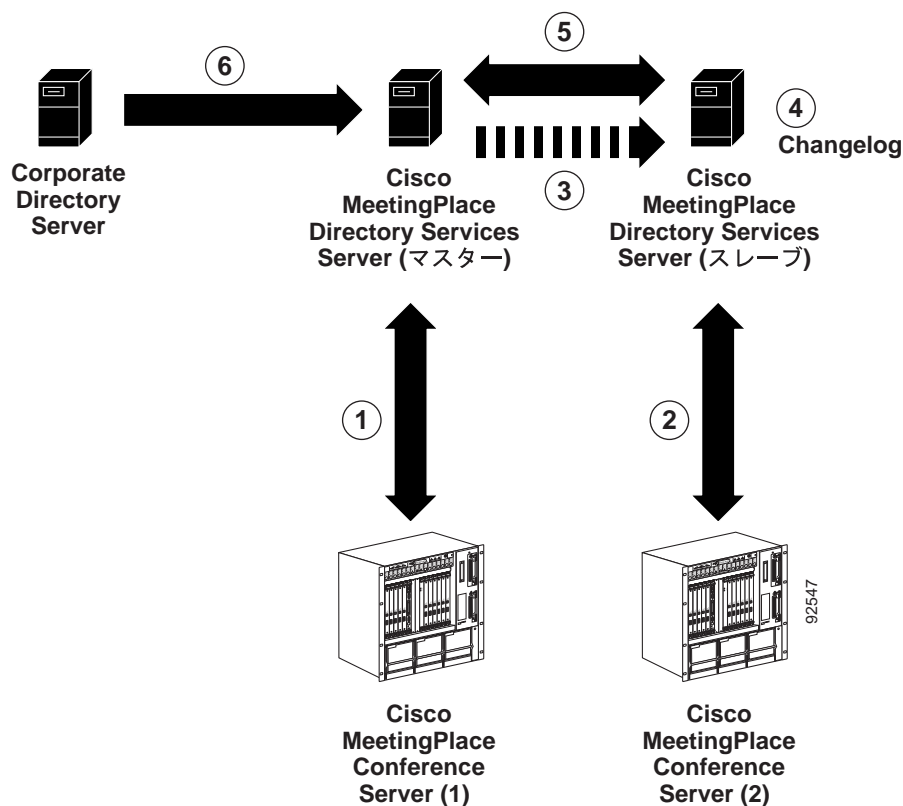 5
6
4
Changelog
3
Corporate
Directory
Server
Cisco
MeetingPlace
Directory Services
Server (マスター)
Cisco
MeetingPlace
Directory Services
Server (スレーブ)
1
2
92547
Cisco
MeetingPlace
Conference
Server (1)
Cisco
MeetingPlace
Conference
Server (2)